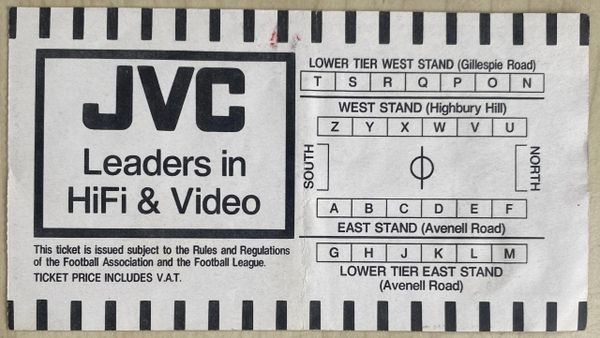 JVC
Leaders in
HiFi & Video
This ticket is issued subject to the Rules and Regulations
of the Football Association and the Football League.
TICKET PRICE INCLUDES V.A.T.
LOWER TIER WEST STAND (Gillespie Road)
T S R Q P O N
WEST STAND (Highbury Hill)
Z Y X W V U
SOUTH
NORTH
A B C D E F
EAST STAND (Avenell Road)
G H J K L M
LOWER TIER EAST STAND
(Avenell Road)